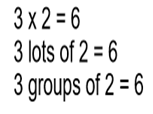 3 x 2 = 6
3 lots of 2 = 6
3 groups of 2 = 6